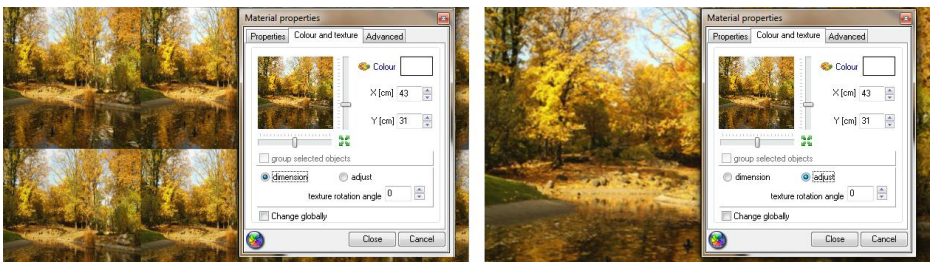 Material properties
Properties Colour and texture Advanced
Colour
X [cm] 43
Y [cm] 31
group selected objects
dimension adjust
texture rotation angle 0
Change globally
Close Cancel
Material properties
Properties Colour and texture Advanced
Colour
X [cm] 43
Y [cm] 31
group selected objects
dimension adjust
texture rotation angle 0
Change globally
Close Cancel